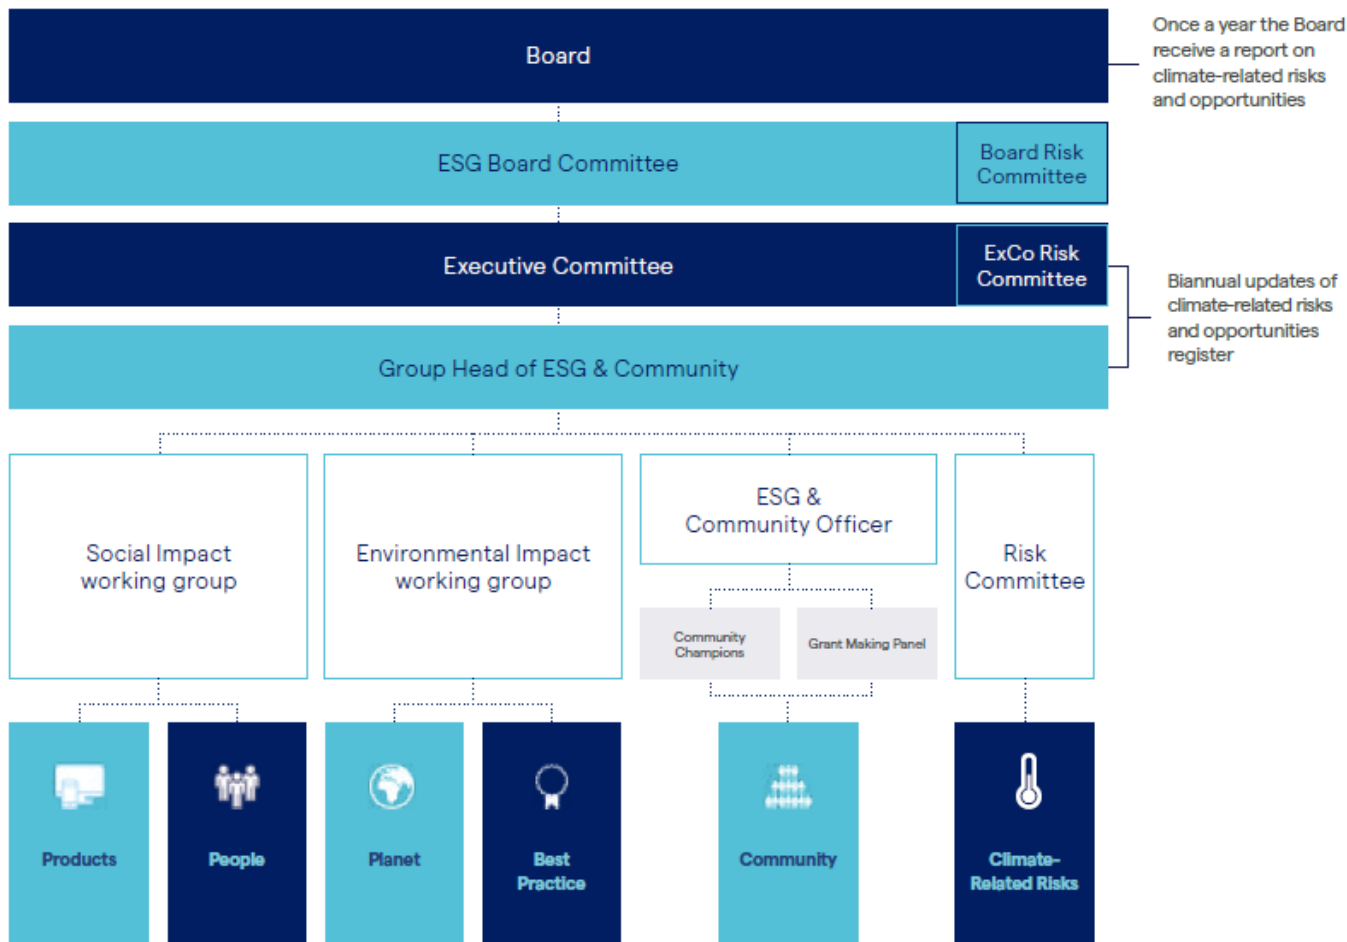 Board
Once a year the Board
receive a report on
climate-related risks
and opportunities
ESG Board Committee
Board Risk
Committee
Executive Committee
ExCo Risk
Committee
Biannual updates of
climate-related risks
and opportunities
register
Group Head of ESG & Community
Social Impact
working group
Environmental Impact
working group
ESG &
Community Officer
Community
Champions
Grant Making Panel
Risk
Committee
Products
People
Planet
Best
Practice
Community
Climate-
Related Risks